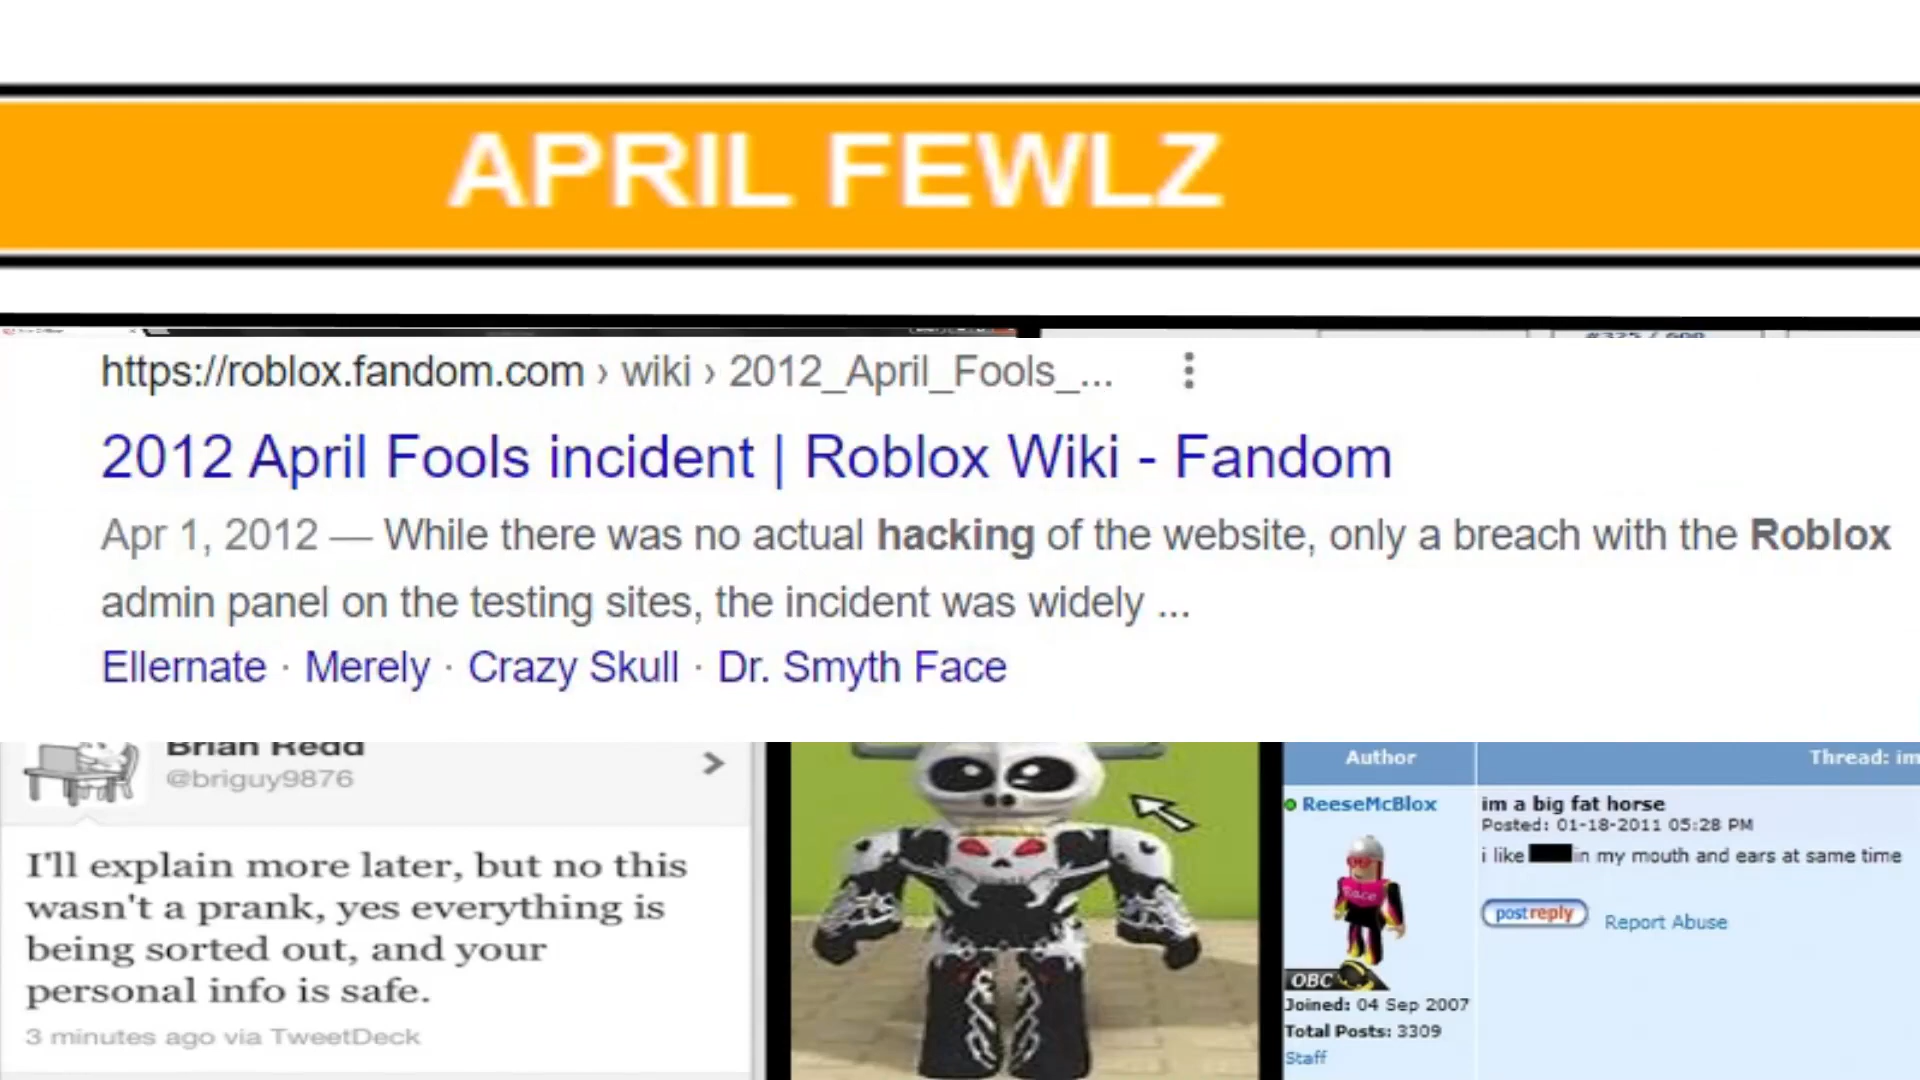 APRIL FEWLZ
https://roblox.fandom.com › wiki › 2012_April_Fools_...
2012 April Fools incident | Roblox Wiki - Fandom
Apr 1, 2012 — While there was no actual hacking of the website, only a breach with the Roblox
admin panel on the testing sites, the incident was widely ...
Ellernate · Merely · Crazy Skull · Dr. Smyth Face
Brian Redd
@briguy9876
I'll explain more later, but no this
wasn't a prank, yes everything is
being sorted out, and your
personal info is safe.
3 minutes ago via TweetDeck
Author
Thread: im
ReeseMcBlox
im a big fat horse
Posted: 01-18-2011 05:28 PM
i like in my mouth and ears at same time
post reply
Report Abuse
OBC
Joined: 04 Sep 2007
Total Posts: 3309
Staff